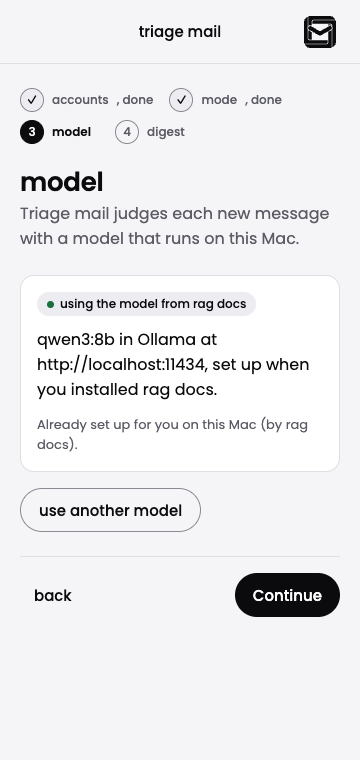 triage mail
accounts , done mode , done
3 model 4 digest
model
Triage mail judges each new message
with a model that runs on this Mac.
using the model from rag docs
qwen3:8b in Ollama at
http://localhost:11434, set up when
you installed rag docs.
Already set up for you on this Mac (by rag
docs).
use another model
back Continue